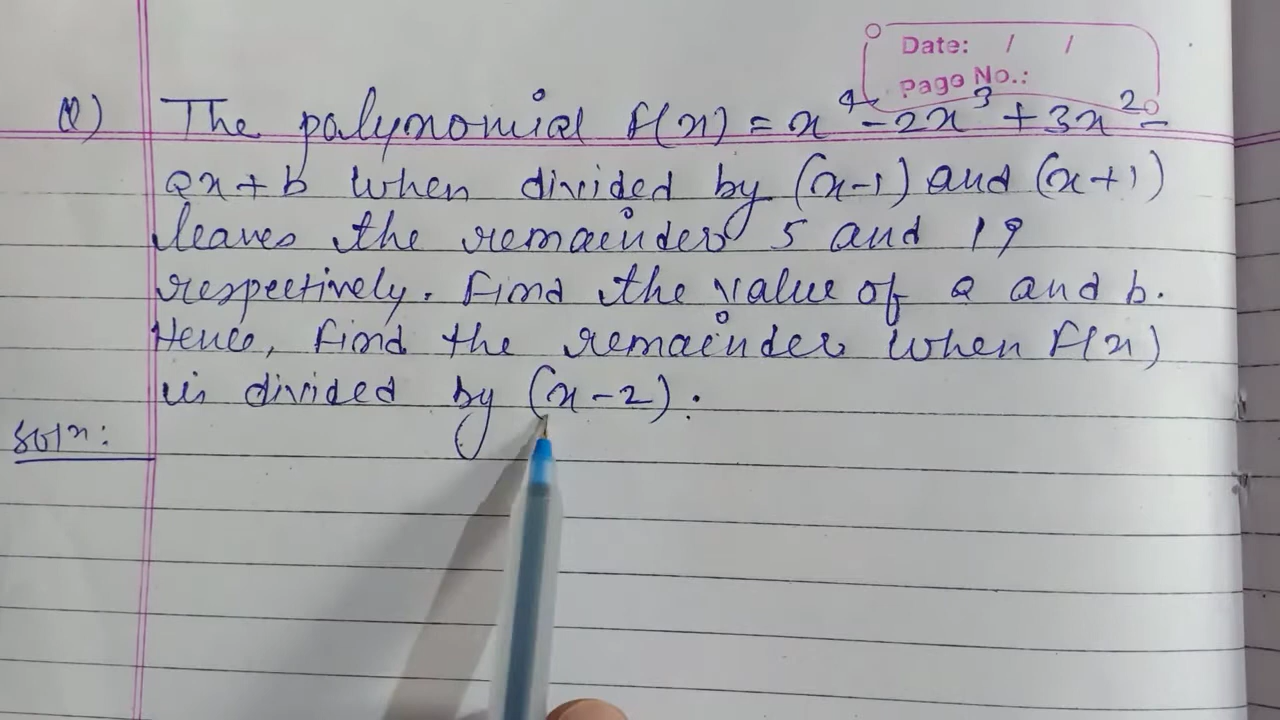 Date: / /
Page No.:
Q) The polynomial f(x) = x⁴ - 2x³ + 3x² -
ax + b when divided by (x-1) and (x+1)
leaves the remainder 5 and 19
respectively. Find the value of a and b.
Hence, find the remainder when f(x)
is divided by (x-2).
Solⁿ: